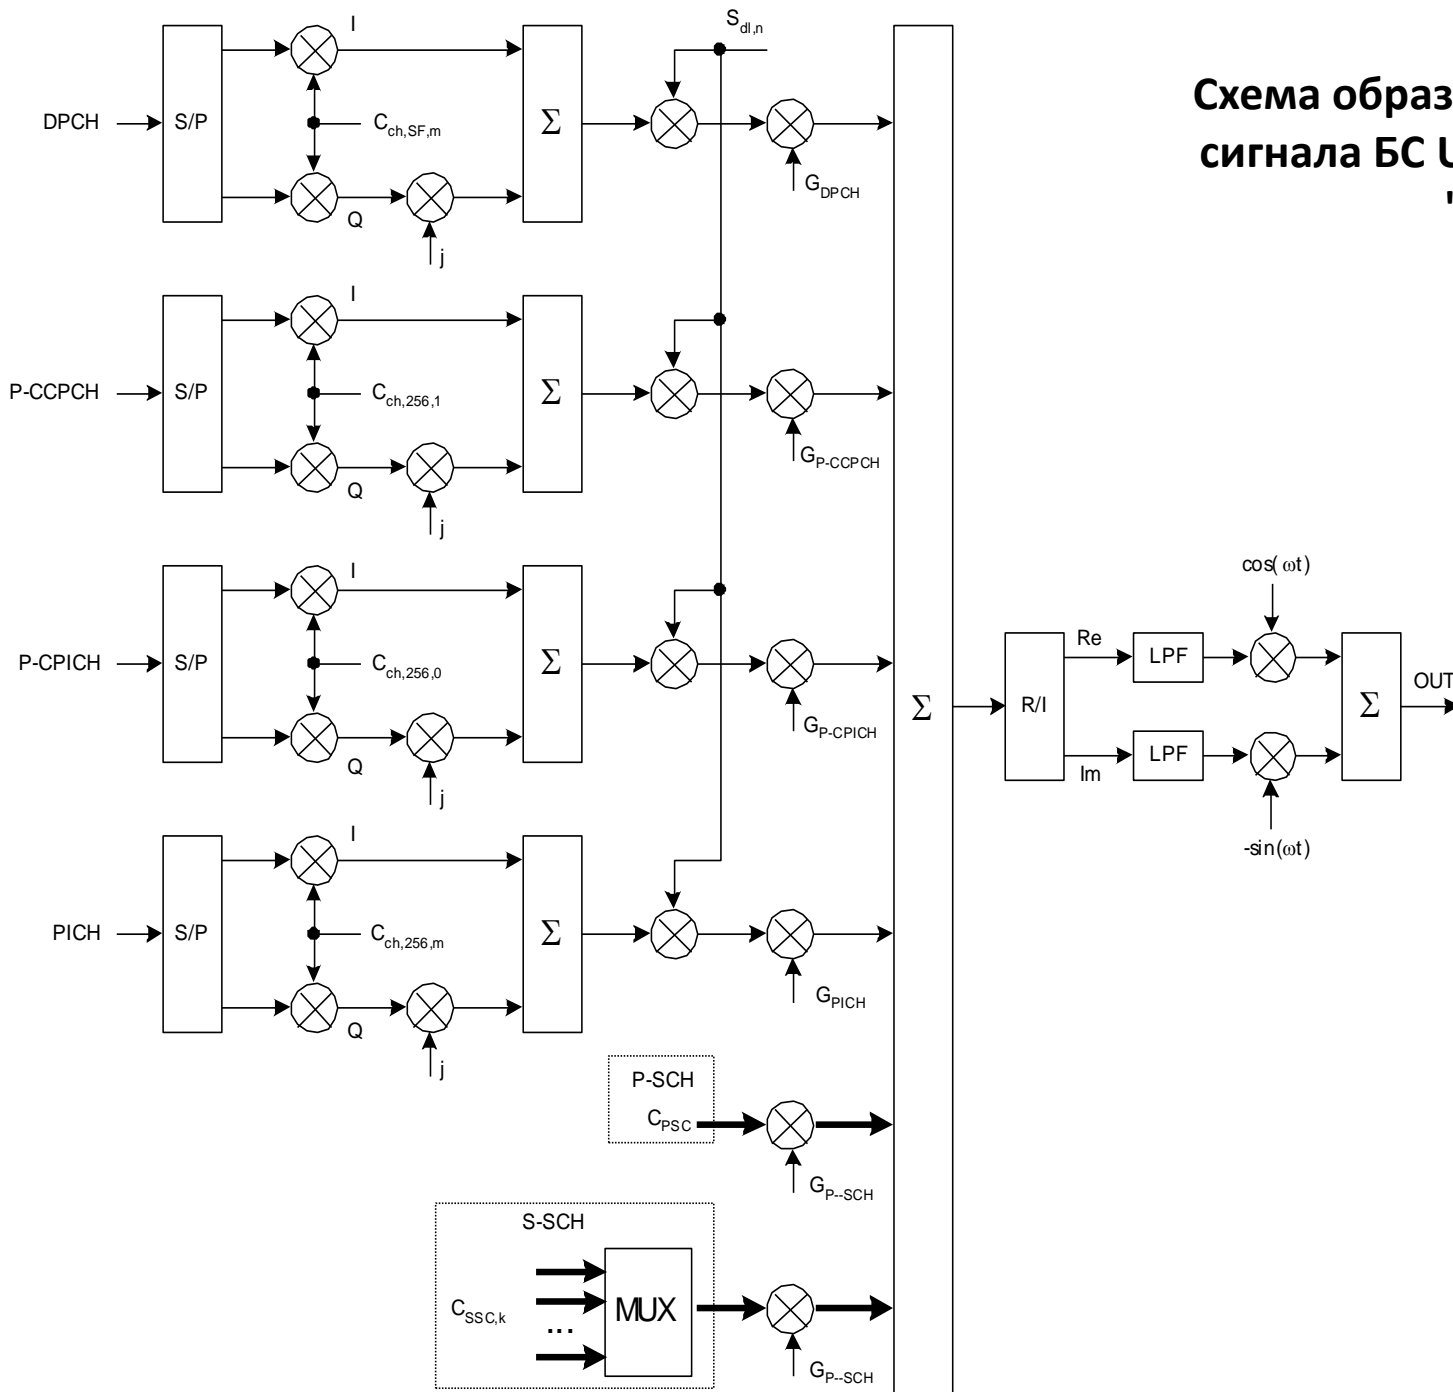 S_dl,n
Схема образ
сигнала БС U
I
DPCH
S/P
C_ch,SF,m
Σ
G_DPCH
Q
j
I
P-CCPCH
S/P
C_ch,256,1
Σ
G_P-CCPCH
Q
j
I
P-CPICH
S/P
C_ch,256,0
Σ
G_P-CPICH
Q
j
Σ
R/I
Re
Im
LPF
LPF
cos( ωt)
-sin(ωt)
Σ
OUT
I
PICH
S/P
C_ch,256,m
Σ
G_PICH
Q
j
P-SCH
C_PSC
G_P--SCH
S-SCH
C_SSC,k
...
MUX
G_P--SCH